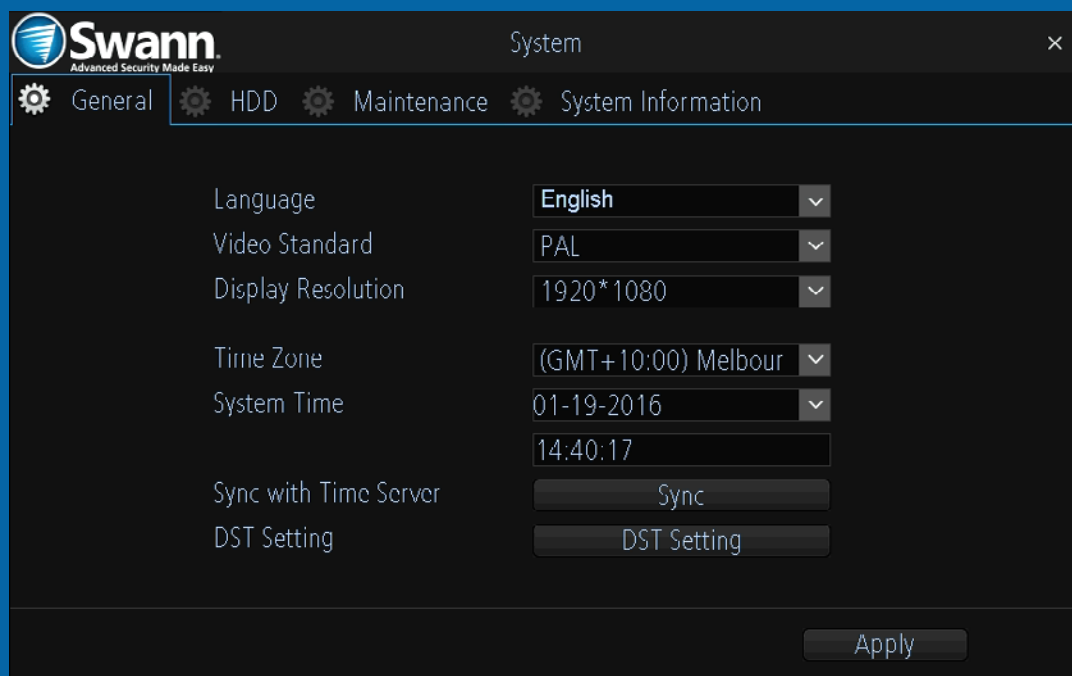 Swann.
Advanced Security Made Easy
System
General HDD Maintenance System Information
Language English
Video Standard PAL
Display Resolution 1920*1080
Time Zone (GMT+10:00) Melbour
System Time 01-19-2016
14:40:17
Sync with Time Server Sync
DST Setting DST Setting
Apply